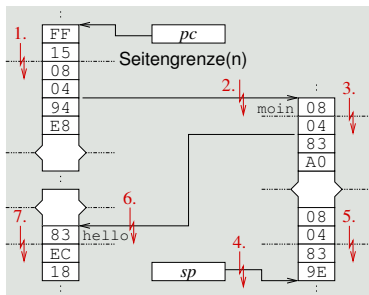 1.
FF
pc
15
Seitengrenze(n)
08
04
2.
3.
94
moin
08
E8
04
83
A0
6.
7.
08
83
hello
04
5.
EC
4.
83
18
sp
9E